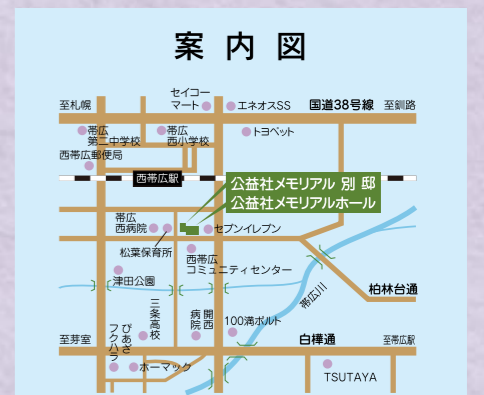 案内図
セイコー
マート
エネオスSS
国道38号線
至札幌
至釧路
帯広
第二中学校
帯広
西小学校
トヨペット
西帯広郵便局
西帯広駅
公益社メモリアル 別邸
公益社メモリアルホール
帯広
西病院
セブンイレブン
松葉保育所
西帯広
コミュニティセンター
津田公園
帯広川
柏林台通
三条高校
開西
病院
100満ボルト
ぴあざ
フクハラ
至芽室
白樺通
至帯広駅
ホーマック
TSUTAYA